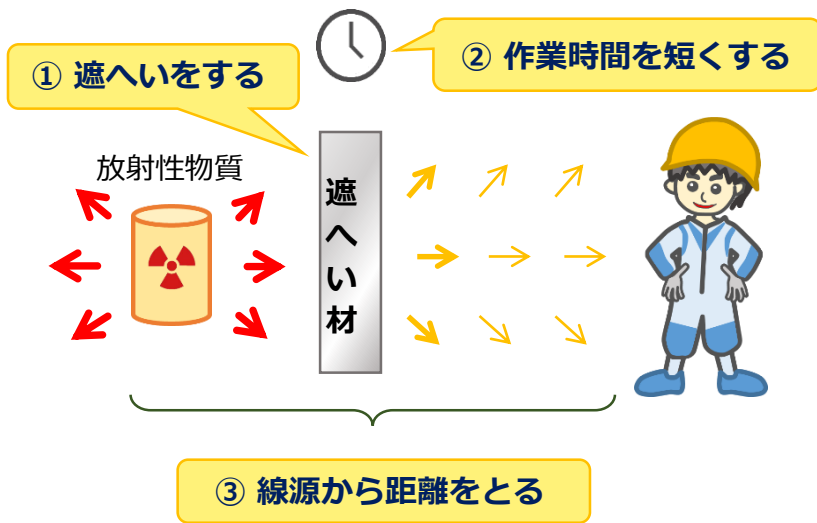 ① 遮へいをする
② 作業時間を短くする
放射性物質
遮へい材
③ 線源から距離をとる